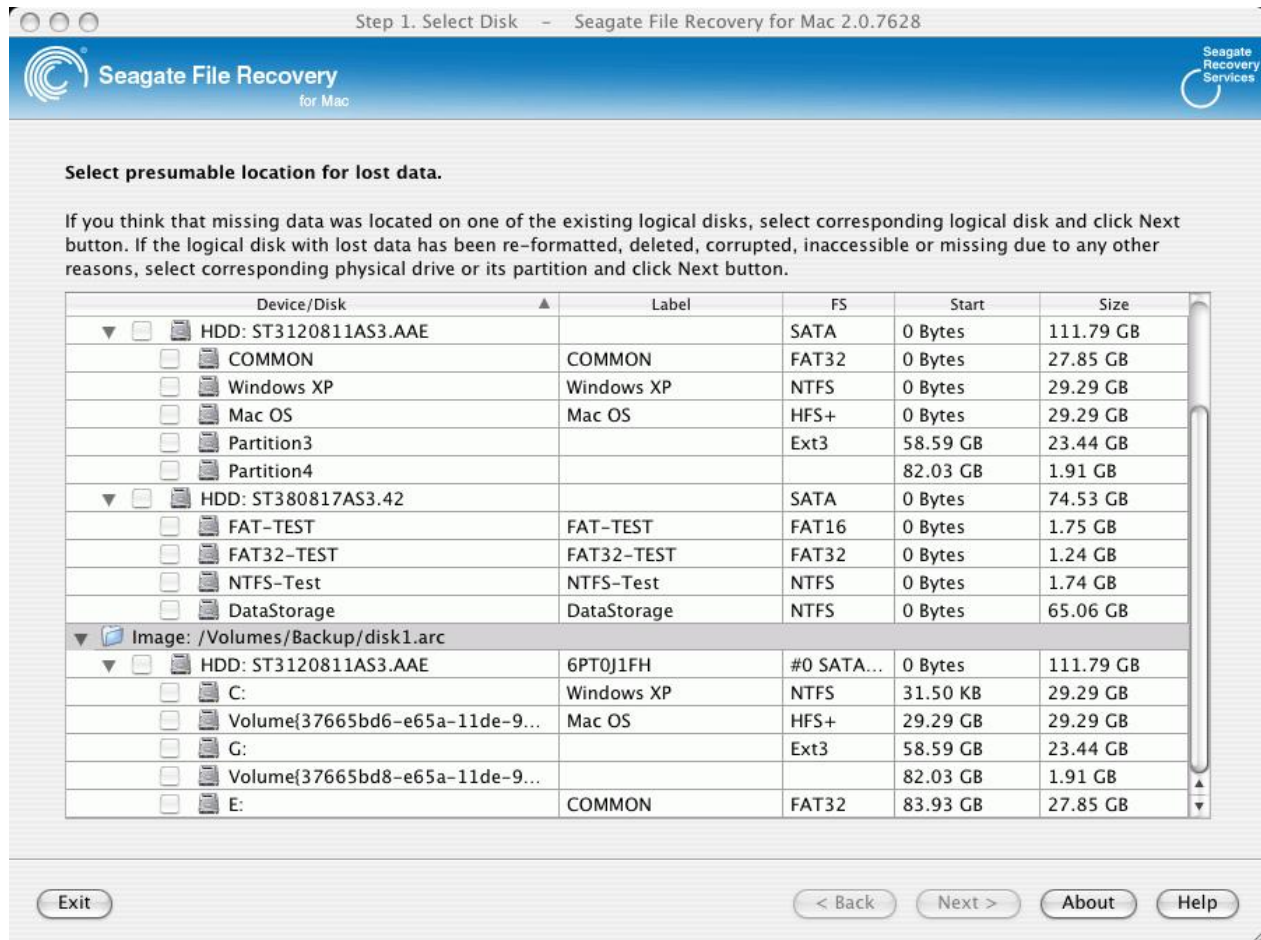 Step 1. Select Disk – Seagate File Recovery for Mac 2.0.7628
Seagate File Recovery
for Mac
Seagate
Recovery
Services
Select presumable location for lost data.
If you think that missing data was located on one of the existing logical disks, select corresponding logical disk and click Next
button. If the logical disk with lost data has been re-formatted, deleted, corrupted, inaccessible or missing due to any other
reasons, select corresponding physical drive or its partition and click Next button.
Device/Disk Label FS Start Size
HDD: ST3120811AS3.AAE SATA 0 Bytes 111.79 GB
COMMON COMMON FAT32 0 Bytes 27.85 GB
Windows XP Windows XP NTFS 0 Bytes 29.29 GB
Mac OS Mac OS HFS+ 0 Bytes 29.29 GB
Partition3 Ext3 58.59 GB 23.44 GB
Partition4 82.03 GB 1.91 GB
HDD: ST380817AS3.42 SATA 0 Bytes 74.53 GB
FAT-TEST FAT-TEST FAT16 0 Bytes 1.75 GB
FAT32-TEST FAT32-TEST FAT32 0 Bytes 1.24 GB
NTFS-Test NTFS-Test NTFS 0 Bytes 1.74 GB
DataStorage DataStorage NTFS 0 Bytes 65.06 GB
Image: /Volumes/Backup/disk1.arc
HDD: ST3120811AS3.AAE 6PT0J1FH #0 SATA... 0 Bytes 111.79 GB
C: Windows XP NTFS 31.50 KB 29.29 GB
Volume{37665bd6-e65a-11de-9... Mac OS HFS+ 29.29 GB 29.29 GB
G: Ext3 58.59 GB 23.44 GB
Volume{37665bd8-e65a-11de-9... 82.03 GB 1.91 GB
E: COMMON FAT32 83.93 GB 27.85 GB
Exit < Back Next > About Help